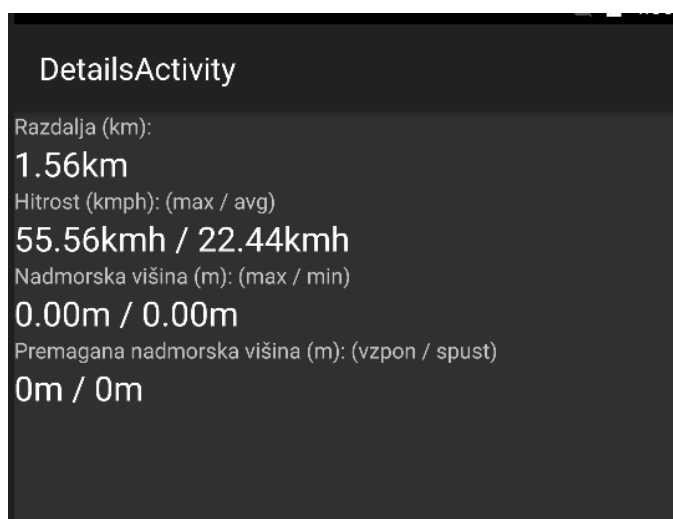 DetailsActivity
Razdalja (km):
1.56km
Hitrost (kmph): (max / avg)
55.56kmh / 22.44kmh
Nadmorska višina (m): (max / min)
0.00m / 0.00m
Premagana nadmorska višina (m): (vzpon / spust)
0m / 0m